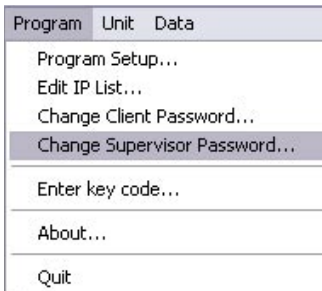 Program Unit Data
Program Setup...
Edit IP List...
Change Client Password...
Change Supervisor Password...
Enter key code...
About...
Quit